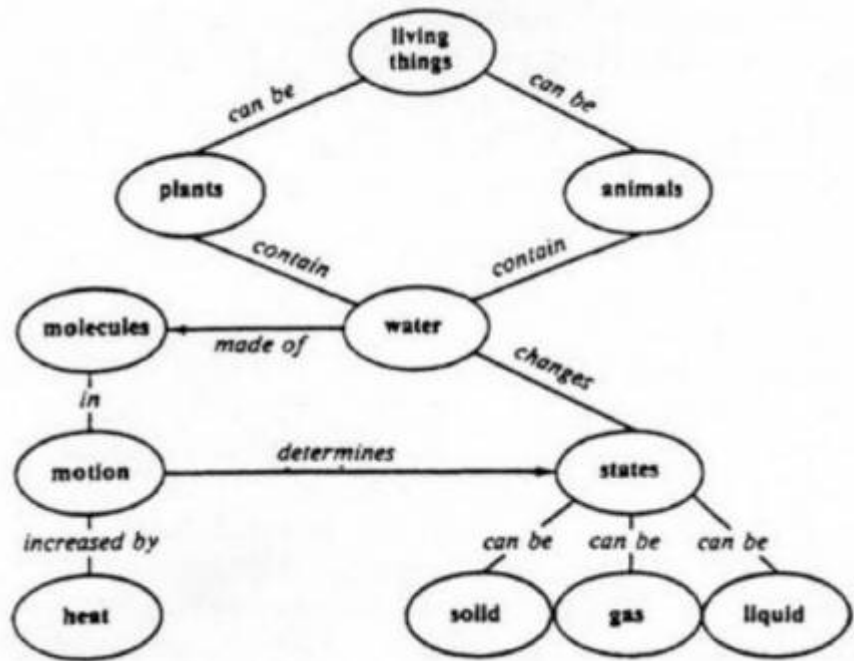 living
things
can be
can be
plants
animals
contain
contain
molecules
water
made of
changes
in
motion
determines
states
increased by
can be
can be
can be
heat
solid
gas
liquid